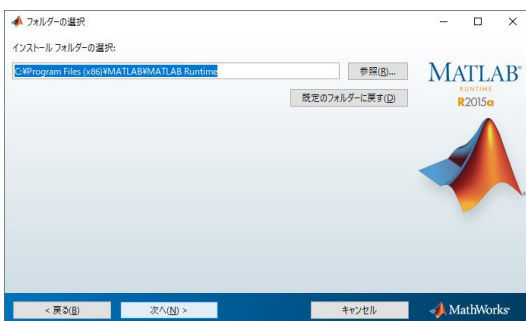 フォルダーの選択
インストール フォルダーの選択:
C:¥Program Files (x86)¥MATLAB¥MATLAB Runtime
参照(R)...
既定のフォルダーに戻す(D)
MATLAB®
RUNTIME
R2015a
< 戻る(B)
次へ(N) >
キャンセル
MathWorks®